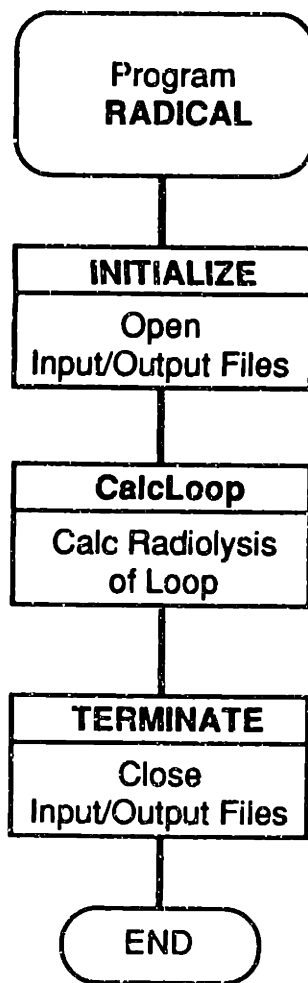 Program
RADICAL
INITIALIZE
Open
Input/Output Files
CalcLoop
Calc Radiolysis
of Loop
TERMINATE
Close
Input/Output Files
END